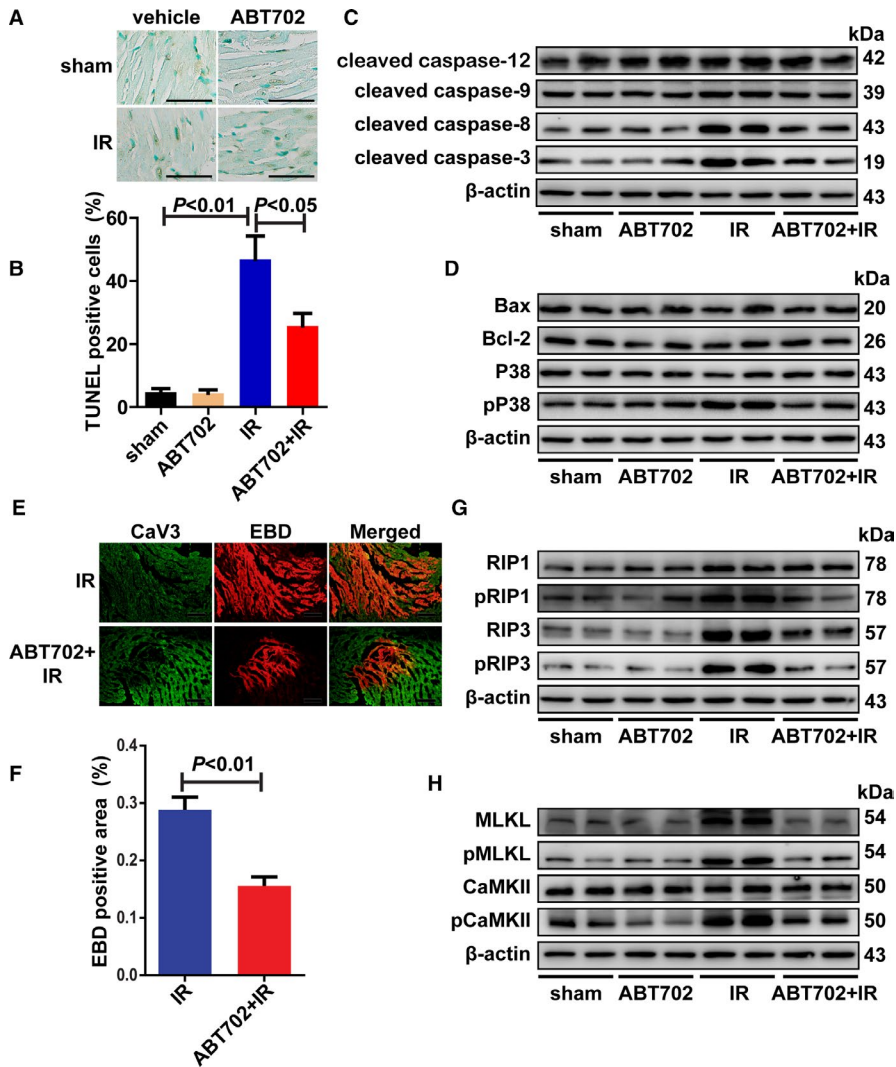 A
vehicle ABT702
sham
IR
B
TUNEL positive cells (%)
60
40
20
0
P<0.01
P<0.05
sham
ABT702
IR
ABT702+IR
C
kDa
cleaved caspase-12 42
cleaved caspase-9 39
cleaved caspase-8 43
cleaved caspase-3 19
β-actin 43
sham ABT702 IR ABT702+IR
D
kDa
Bax 20
Bcl-2 26
P38 43
pP38 43
β-actin 43
sham ABT702 IR ABT702+IR
E
CaV3 EBD Merged
IR
ABT702+
IR
F
EBD positive area (%)
0.4
0.3
0.2
0.1
0.0
P<0.01
IR
ABT702+IR
G
kDa
RIP1 78
pRIP1 78
RIP3 57
pRIP3 57
β-actin 43
sham ABT702 IR ABT702+IR
H
kDa
MLKL 54
pMLKL 54
CaMKII 50
pCaMKII 50
β-actin 43
sham ABT702 IR ABT702+IR